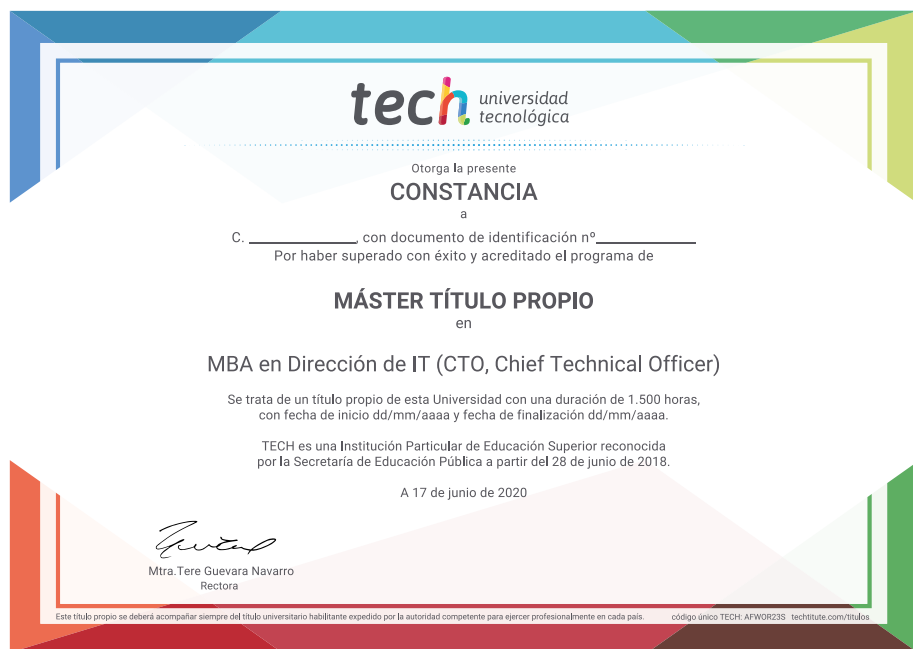 tech universidad
tecnológica
Otorga la presente
CONSTANCIA
a
C. ____________, con documento de identificación nº____________
Por haber superado con éxito y acreditado el programa de
MÁSTER TÍTULO PROPIO
en
MBA en Dirección de IT (CTO, Chief Technical Officer)
Se trata de un título propio de esta Universidad con una duración de 1.500 horas,
con fecha de inicio dd/mm/aaaa y fecha de finalización dd/mm/aaaa.
TECH es una Institución Particular de Educación Superior reconocida
por la Secretaría de Educación Pública a partir del 28 de junio de 2018.
A 17 de junio de 2020
Mtra.Tere Guevara Navarro
Rectora
Este título propio se deberá acompañar siempre del título universitario habilitante expedido por la autoridad competente para ejercer profesionalmente en cada país. código único TECH: AFWOR23S techtitute.com/titulos